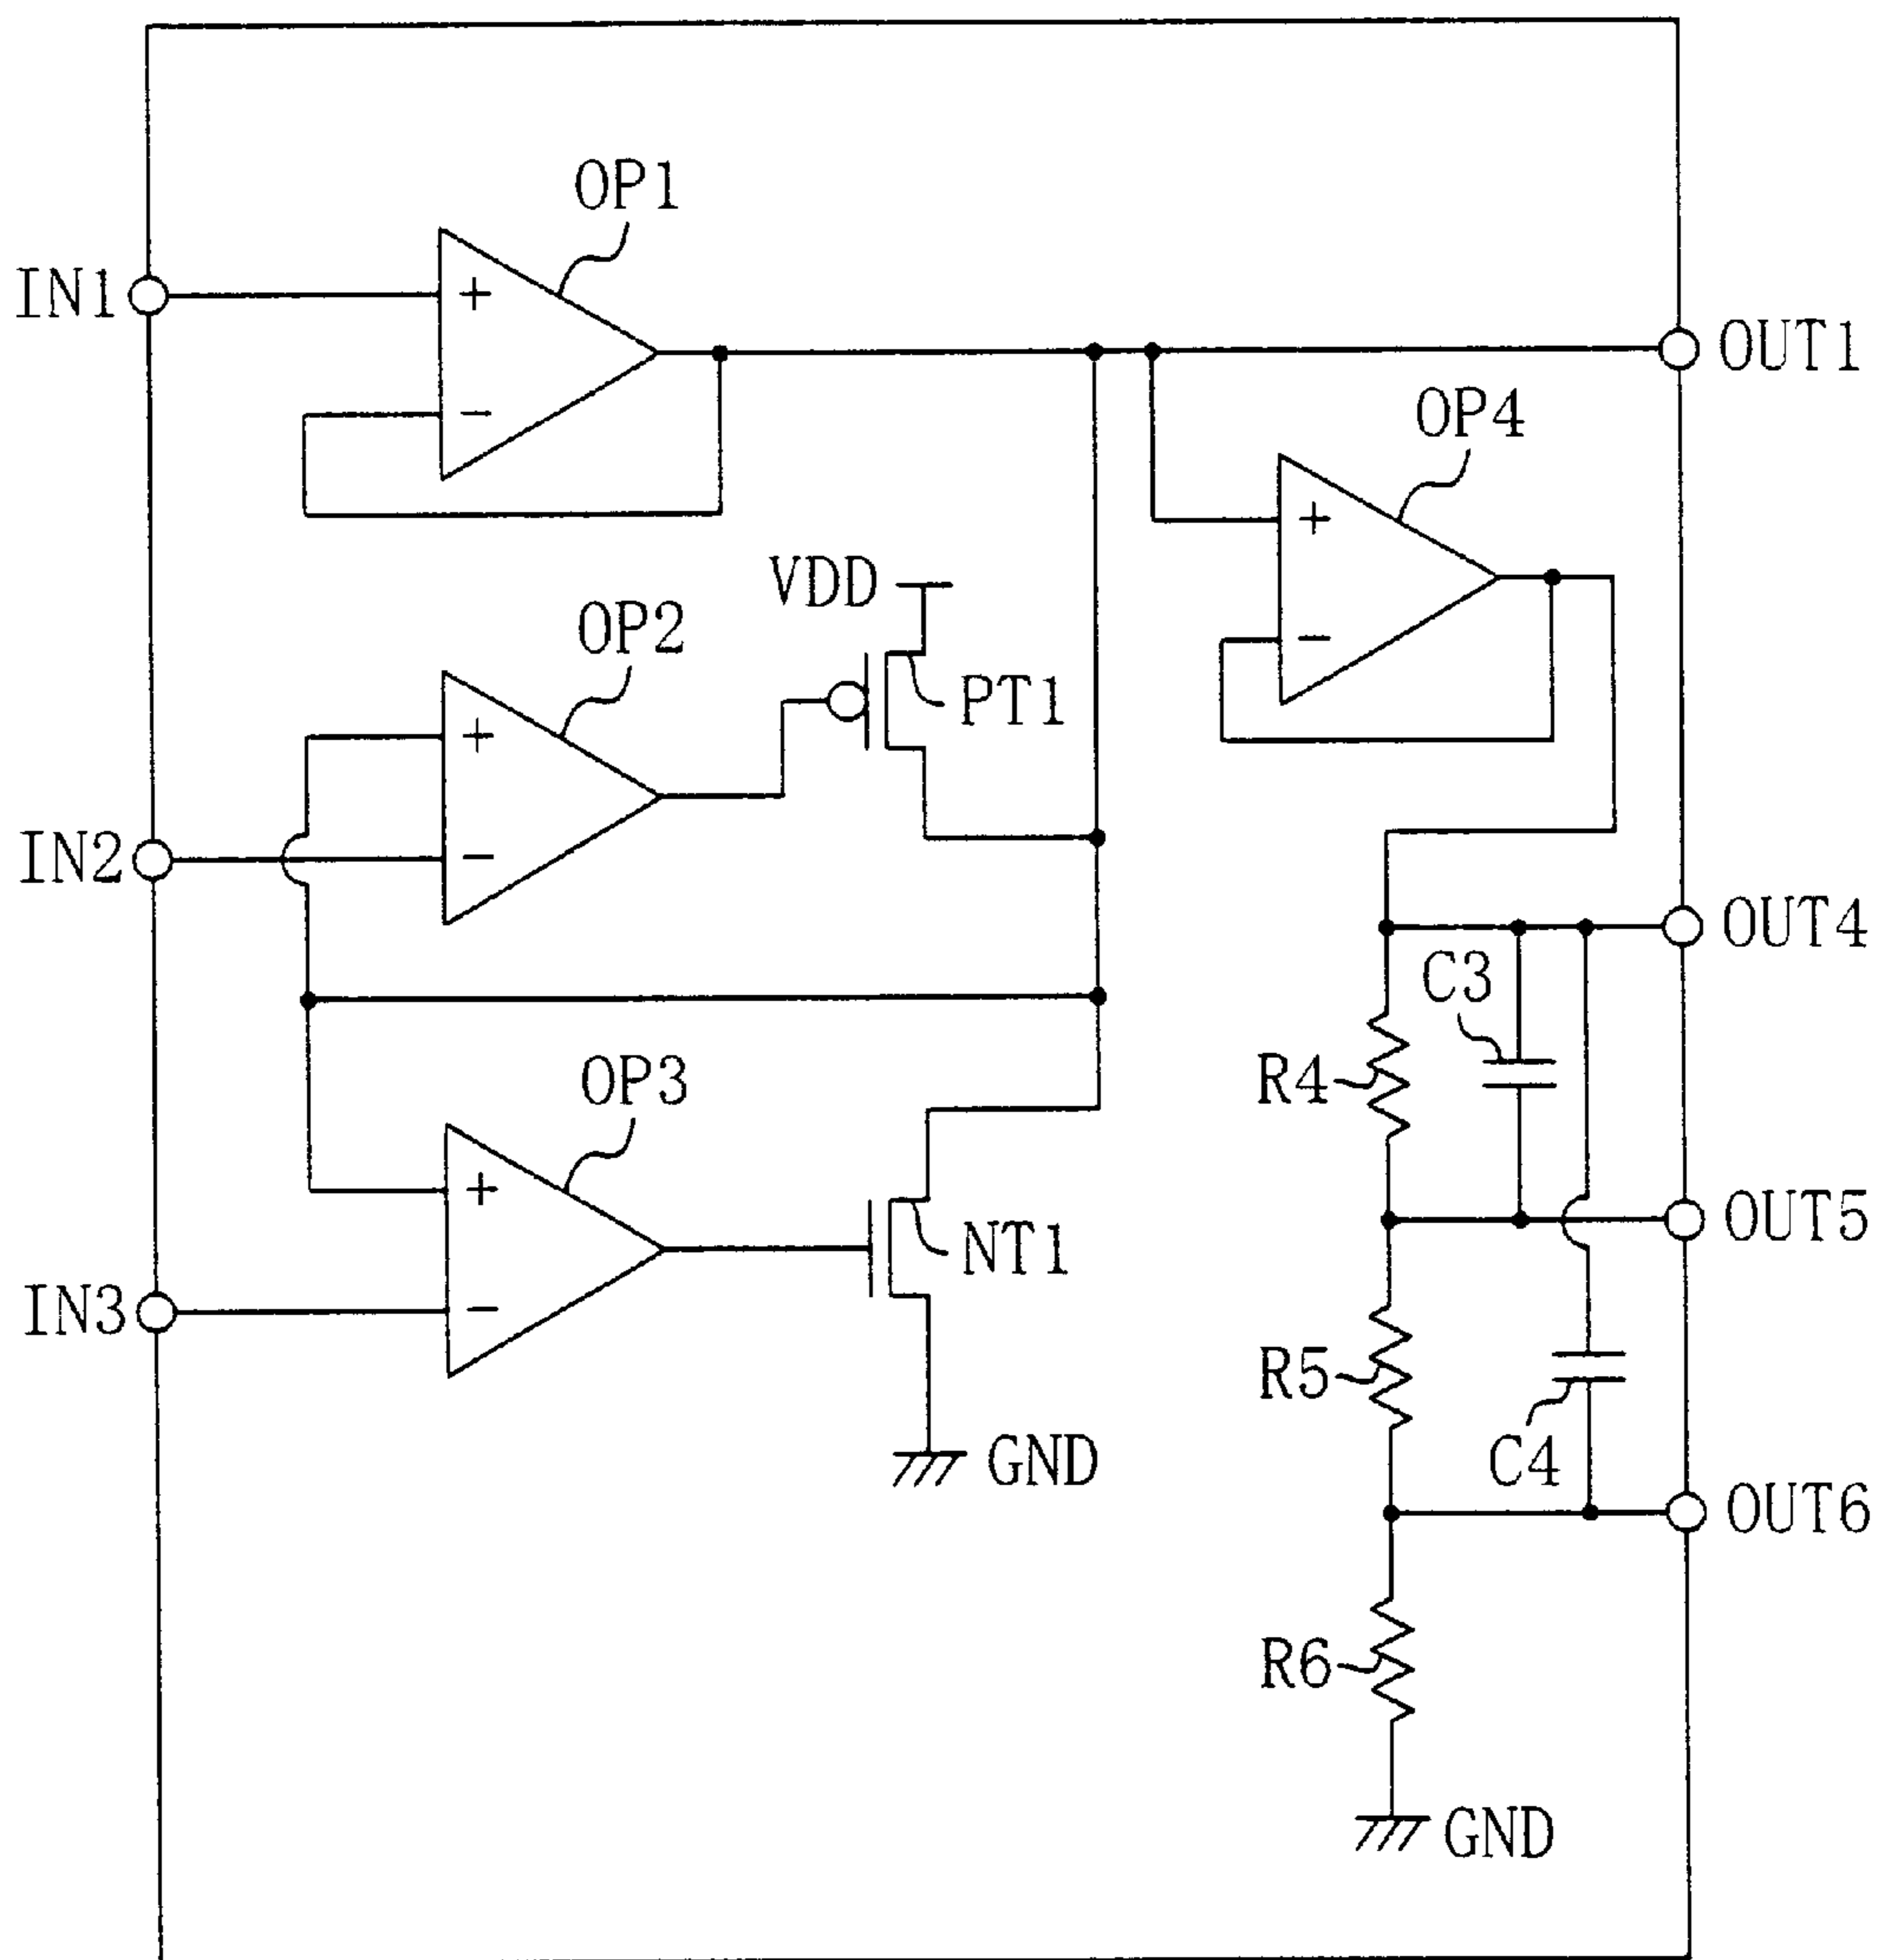 OP1
IN1
+
−
OUT1
OP4
+
−
VDD
OP2
PT1
+
−
IN2
OUT4
C3
R4
OP3
+
−
NT1
OUT5
IN3
R5
C4
GND
OUT6
R6
GND